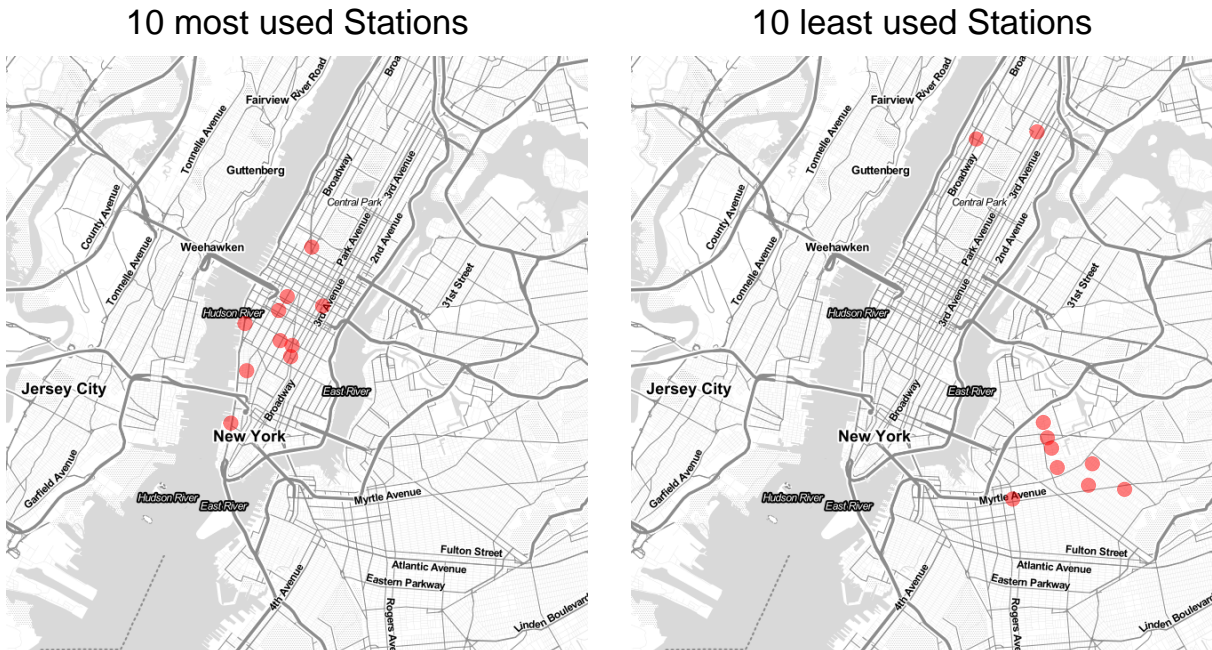 10 most used Stations
Broa
Fairview
River Road
Tonnelle Avenue
Guttenberg
Broadway
3rd Avenue
Central Park
County Avenue
Park Avenue
2nd Avenue
Weehawken
Tonnelle Avenue
31st Street
3rd Avenue
Hudson River
Jersey City
East River
Broadway
New York
Garfield Avenue
Hudson River
East River
Myrtle Avenue
Fulton Street
Atlantic Avenue
Eastern Parkway
4th Avenue
Rogers Ave
Linden Boulevard
10 least used Stations
Broa
Fairview
River Road
Tonnelle Avenue
Guttenberg
Broadway
3rd Avenue
Central Park
County Avenue
Park Avenue
2nd Avenue
Weehawken
Tonnelle Avenue
31st Street
3rd Avenue
Hudson River
Jersey City
East River
Broadway
New York
Garfield Avenue
Hudson River
East River
Myrtle Avenue
Fulton Street
Atlantic Avenue
Eastern Parkway
4th Avenue
Rogers Ave
Linden Boulevard